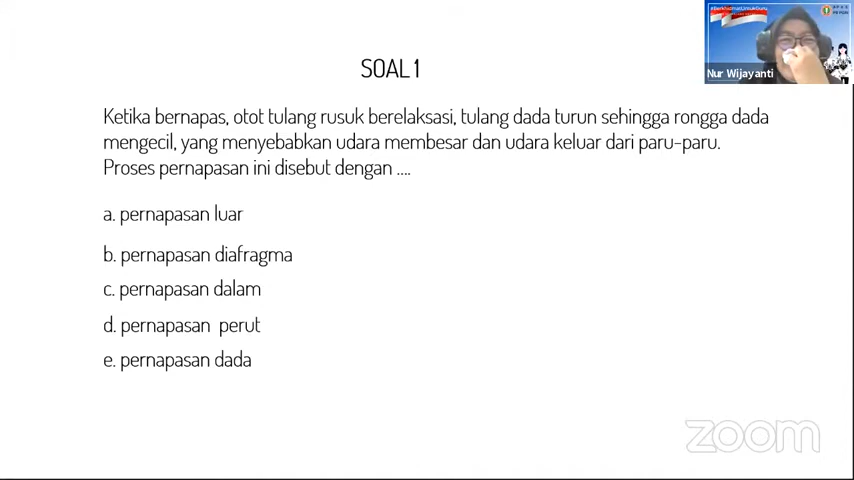 SOAL 1
Nur Wijayanti
Ketika bernapas, otot tulang rusuk berelaksasi, tulang dada turun sehingga rongga dada
mengecil, yang menyebabkan udara membesar dan udara keluar dari paru-paru.
Proses pernapasan ini disebut dengan ....
a. pernapasan luar
b. pernapasan diafragma
c. pernapasan dalam
d. pernapasan  perut
e. pernapasan dada
zoom